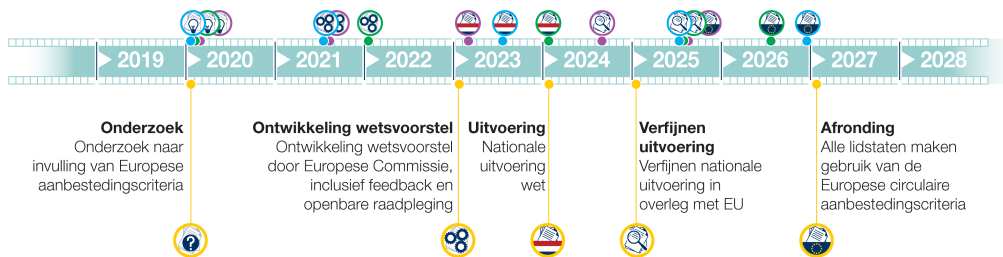 2019 2020 2021 2022 2023 2024 2025 2026 2027 2028
Onderzoek
Onderzoek naar
invulling van Europese
aanbestedingscriteria
Ontwikkeling wetsvoorstel
Ontwikkeling wetsvoorstel
door Europese Commissie,
inclusief feedback en
openbare raadpleging
Uitvoering
Nationale
uitvoering
wet
Verfijnen
uitvoering
Verfijnen nationale
uitvoering in
overleg met EU
Afronding
Alle lidstaten maken
gebruik van de
Europese circulaire
aanbestedingscriteria
?